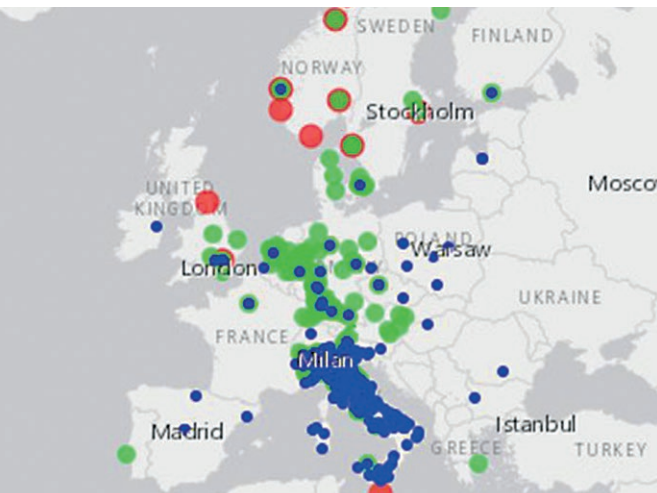 SWEDEN
FINLAND
NORWAY
Stockholm
Moscow
UNITED
KINGDOM
POLAND
Warsaw
London
UKRAINE
FRANCE
Milan
Madrid
Istanbul
GREECE
TURKEY